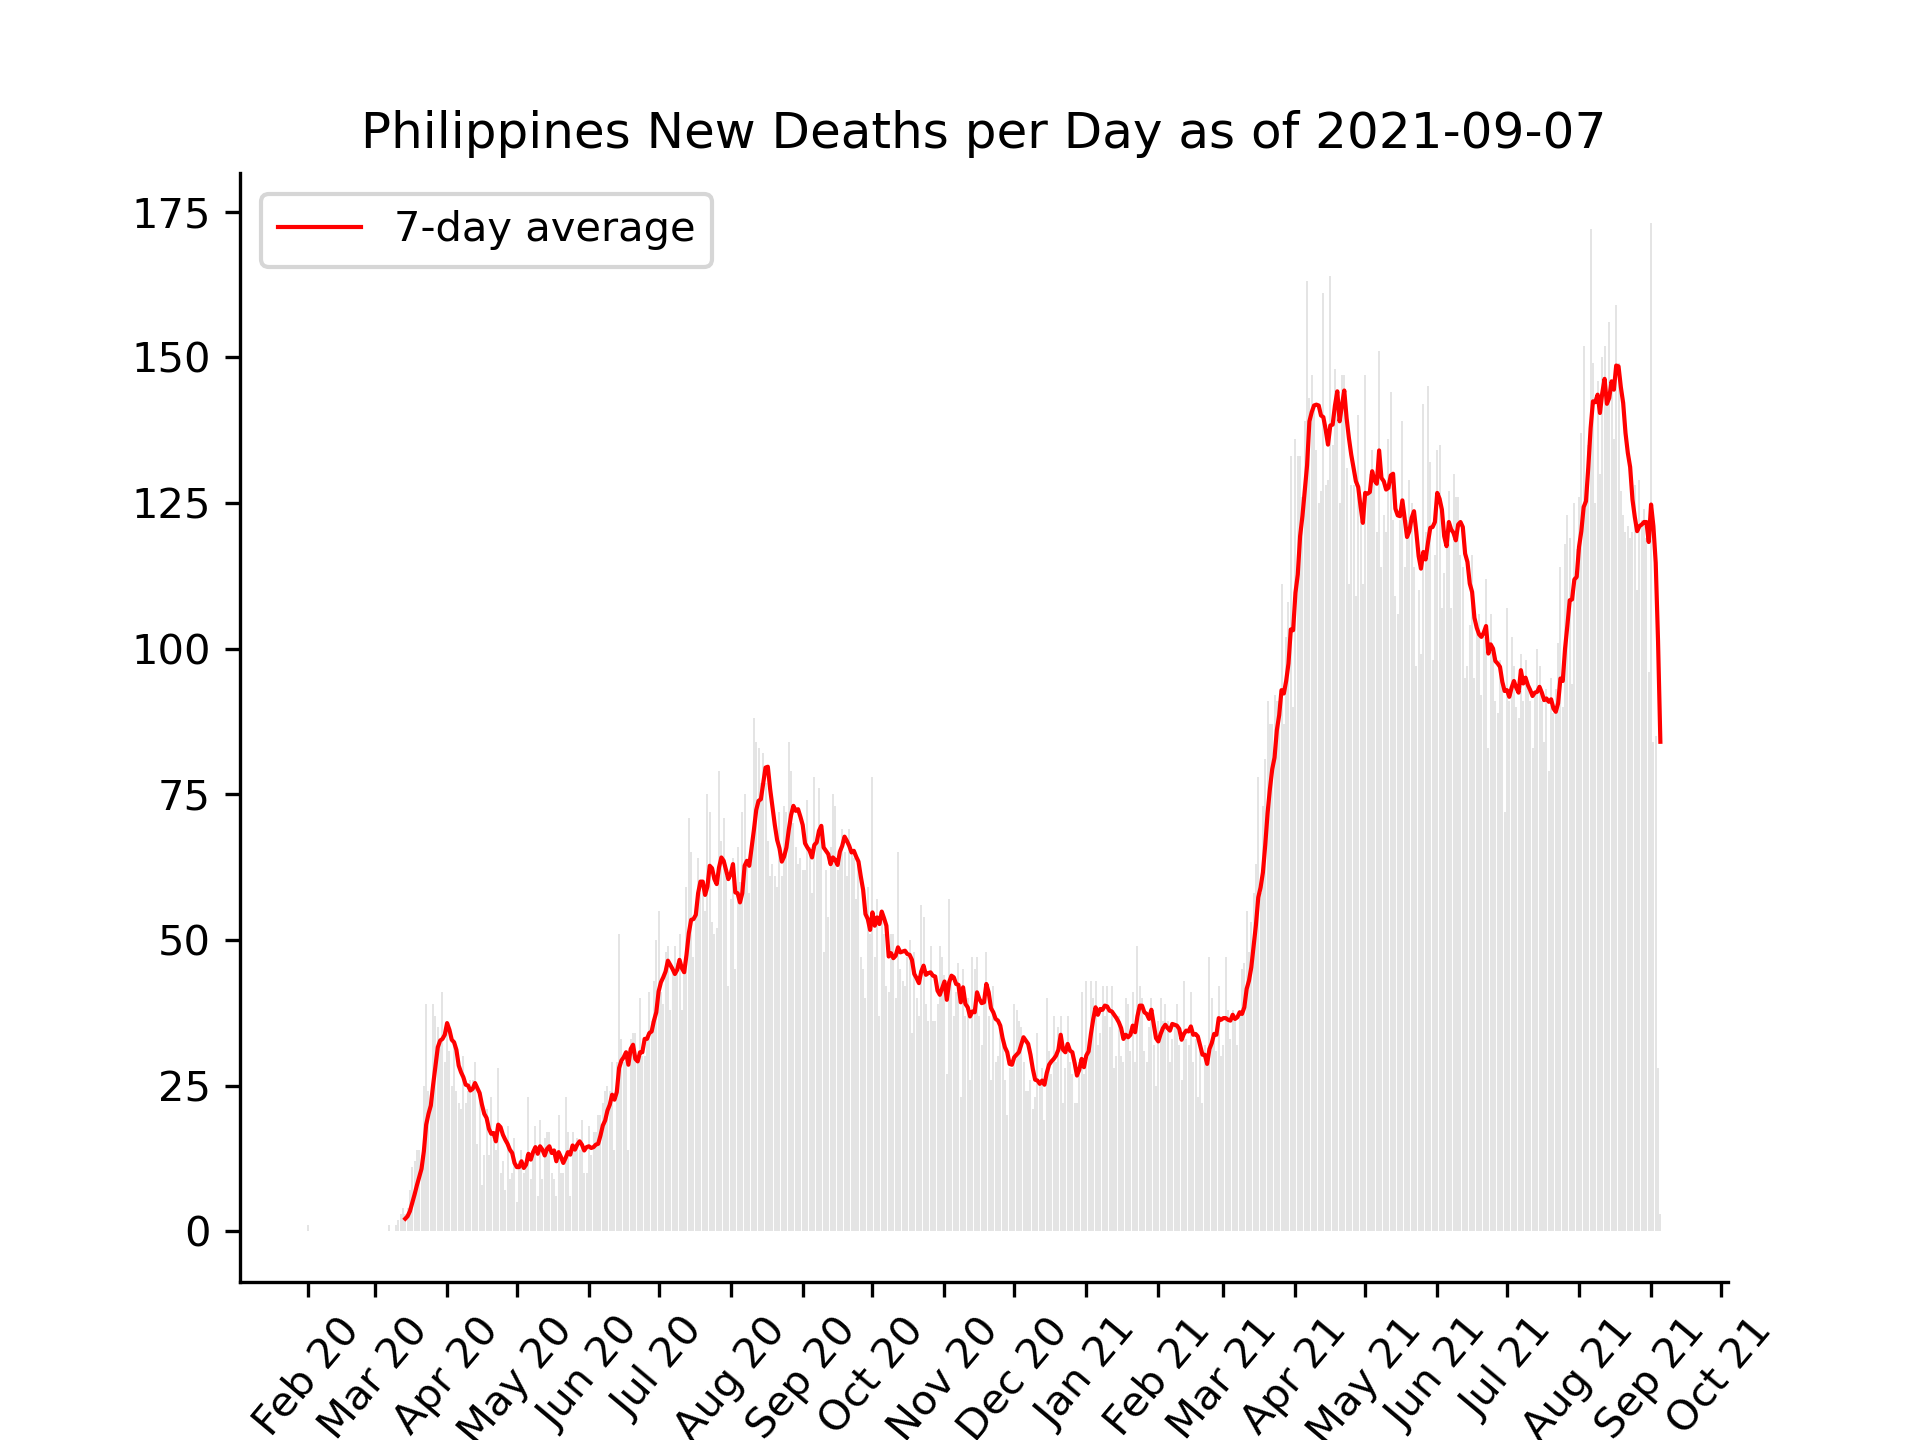 Philippines New Deaths per Day as of 2021-09-07
7-day average
175
150
125
100
75
50
25
0
Feb 20
Mar 20
Apr 20
May 20
Jun 20
Jul 20
Aug 20
Sep 20
Oct 20
Nov 20
Dec 20
Jan 21
Feb 21
Mar 21
Apr 21
May 21
Jun 21
Jul 21
Aug 21
Sep 21
Oct 21